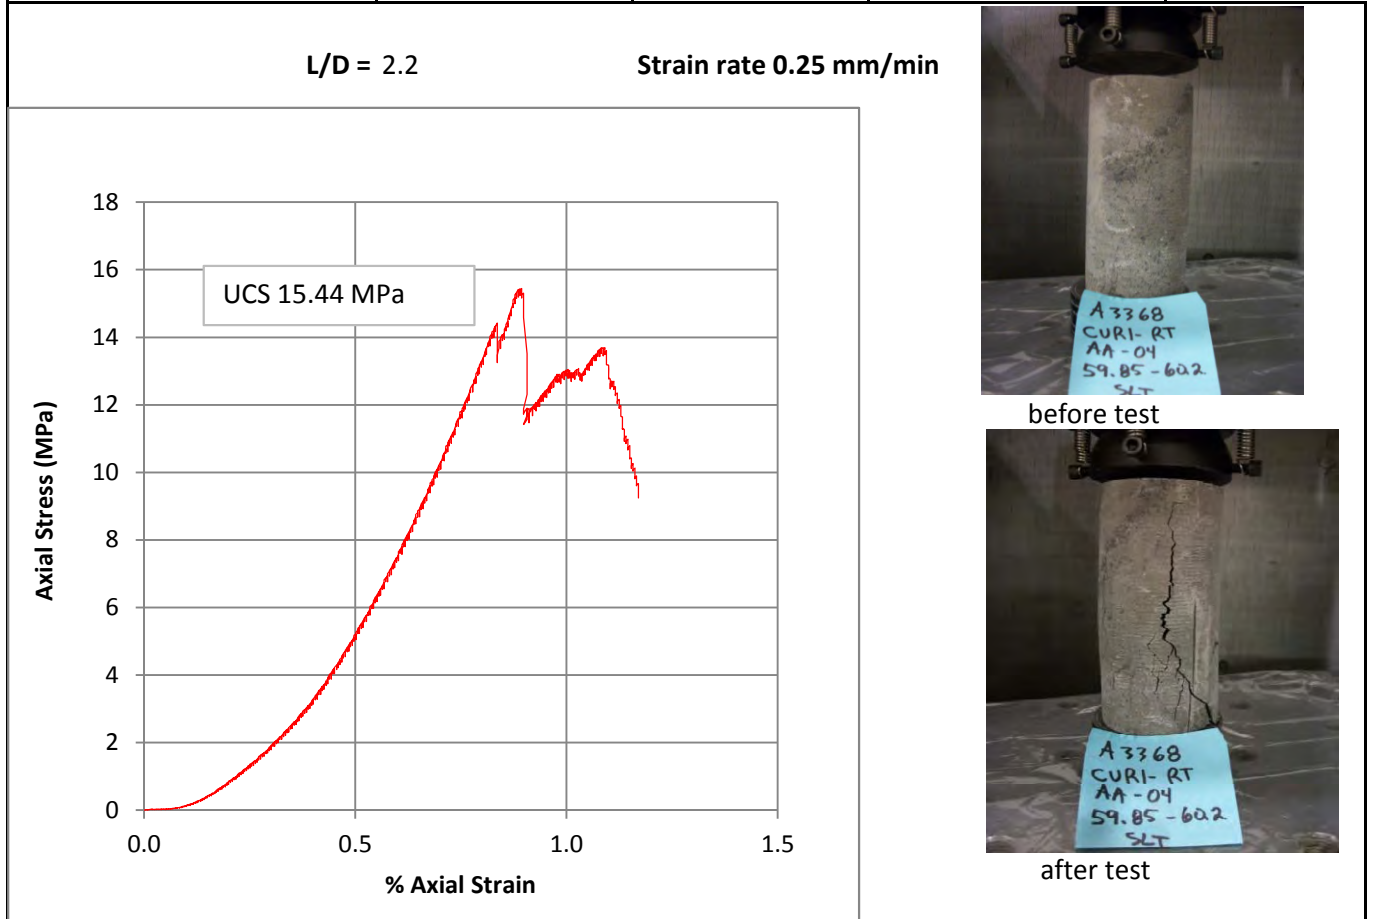 L/D = 2.2
Strain rate 0.25 mm/min
18
16
14
12
10
8
6
4
2
0
Axial Stress (MPa)
UCS 15.44 MPa
0.0 0.5 1.0 1.5
% Axial Strain
A3368
CURI-RT
AA-04
59.85-60.2
SLT
before test
A3368
CURI-RT
AA-04
59.85-60.2
SLT
after test